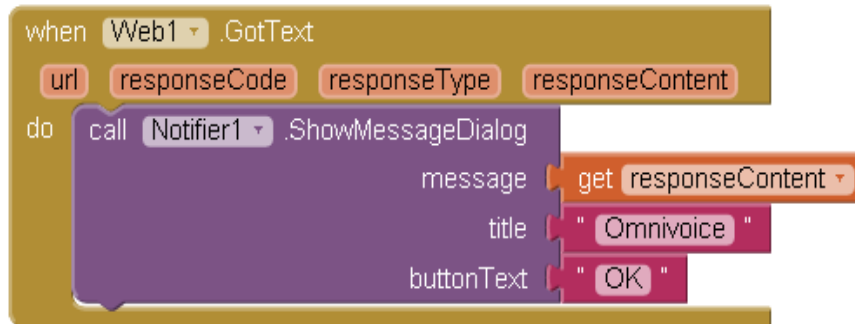 when Web1 .GotText
url responseCode responseType responseContent
do call Notifier1 .ShowMessageDialog
message get responseContent
title " Omnivoice "
buttonText " OK "